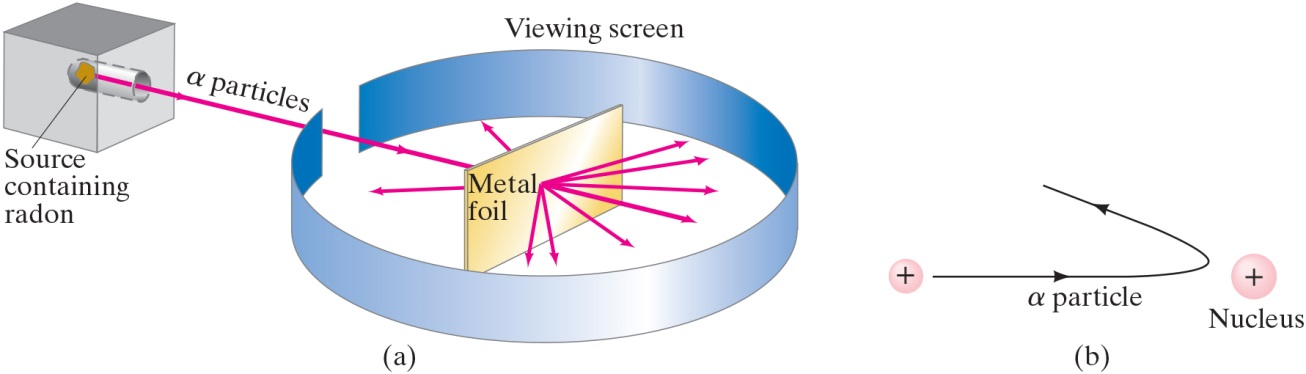 Viewing screen
α particles
Source
containing
radon
Metal
foil
(a)
+
α particle
+
Nucleus
(b)